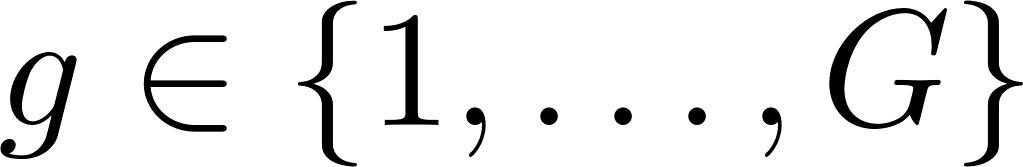 g ∈ {1, . . . , G}